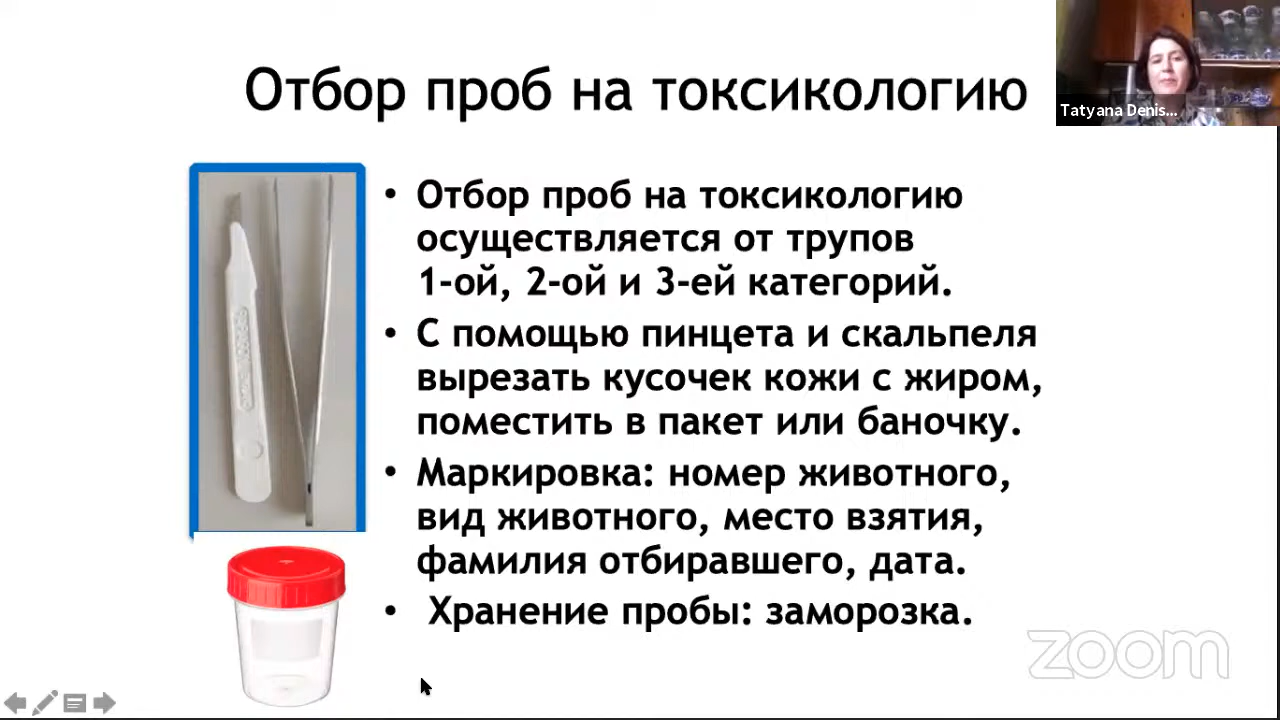 Отбор проб на токсикологию
Tatyana Denis...
• Отбор проб на токсикологию
осуществляется от трупов
1-ой, 2-ой и 3-ей категорий.
• С помощью пинцета и скальпеля
вырезать кусочек кожи с жиром,
поместить в пакет или баночку.
• Маркировка: номер животного,
вид животного, место взятия,
фамилия отбиравшего, дата.
• Хранение пробы: заморозка.
zoom